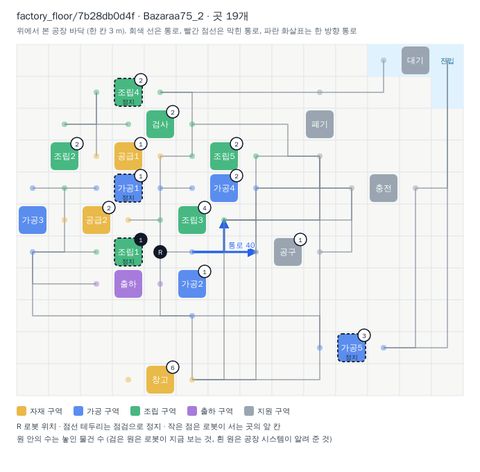 factory_floor/7b28db0d4f · Bazaraa75_2 · 곳 19개
위에서 본 공장 바닥 (한 칸 3 m). 회색 선은 통로, 빨간 점선은 막힌 통로, 파란 화살표는 한 방향 통로
대기
진입
조립4
정지
2
검사
2
폐기
조립2
2
공급1
1
조립5
2
가공1
정지
1
가공4
2
충전
가공3
공급2
2
조립3
4
조립1
정지
1
R
통로 40
공구
1
출하
가공2
1
가공5
정지
3
창고
6
자재 구역
가공 구역
조립 구역
출하 구역
지원 구역
R 로봇 위치 · 점선 테두리는 점검으로 정지 · 작은 점은 로봇이 서는 곳의 앞 칸
원 안의 수는 놓인 물건 수 (검은 원은 로봇이 지금 보는 것, 흰 원은 공장 시스템이 알려 준 것)